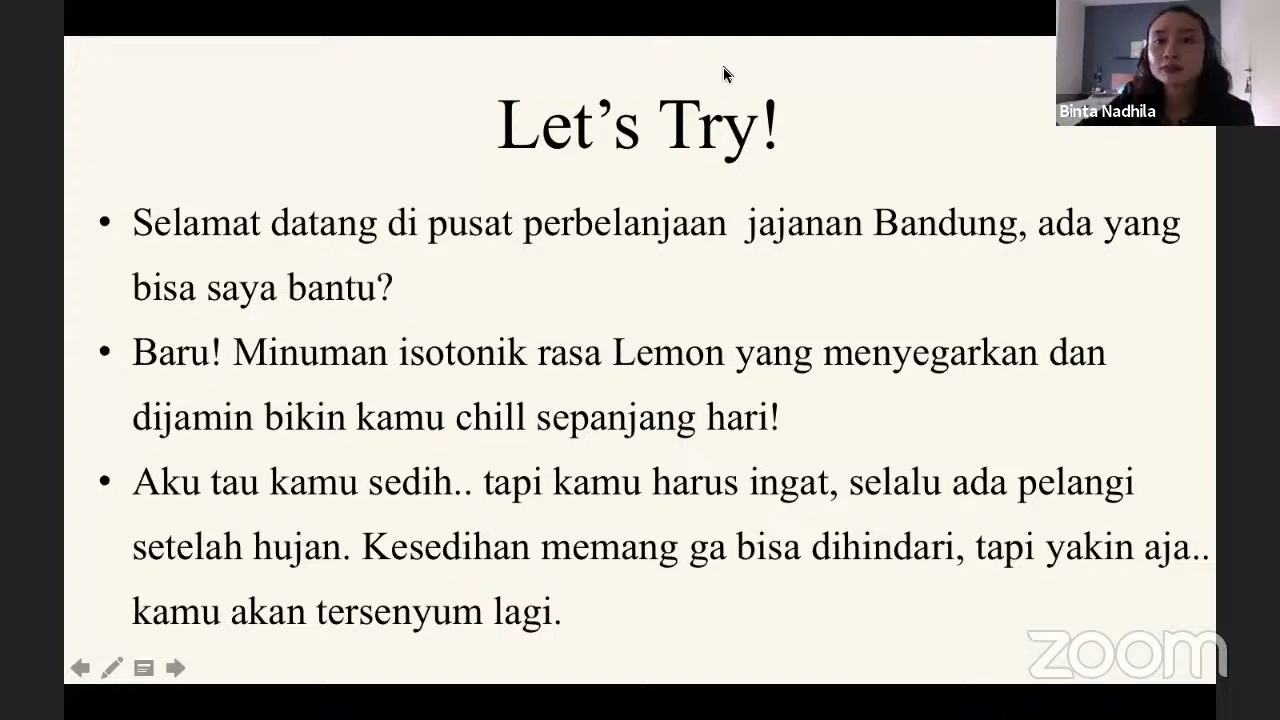 Binta Nadhila
Let's Try!
• Selamat datang di pusat perbelanjaan  jajanan Bandung, ada yang
bisa saya bantu?
• Baru! Minuman isotonik rasa Lemon yang menyegarkan dan
dijamin bikin kamu chill sepanjang hari!
• Aku tau kamu sedih.. tapi kamu harus ingat, selalu ada pelangi
setelah hujan. Kesedihan memang ga bisa dihindari, tapi yakin aja..
kamu akan tersenyum lagi.
zoom